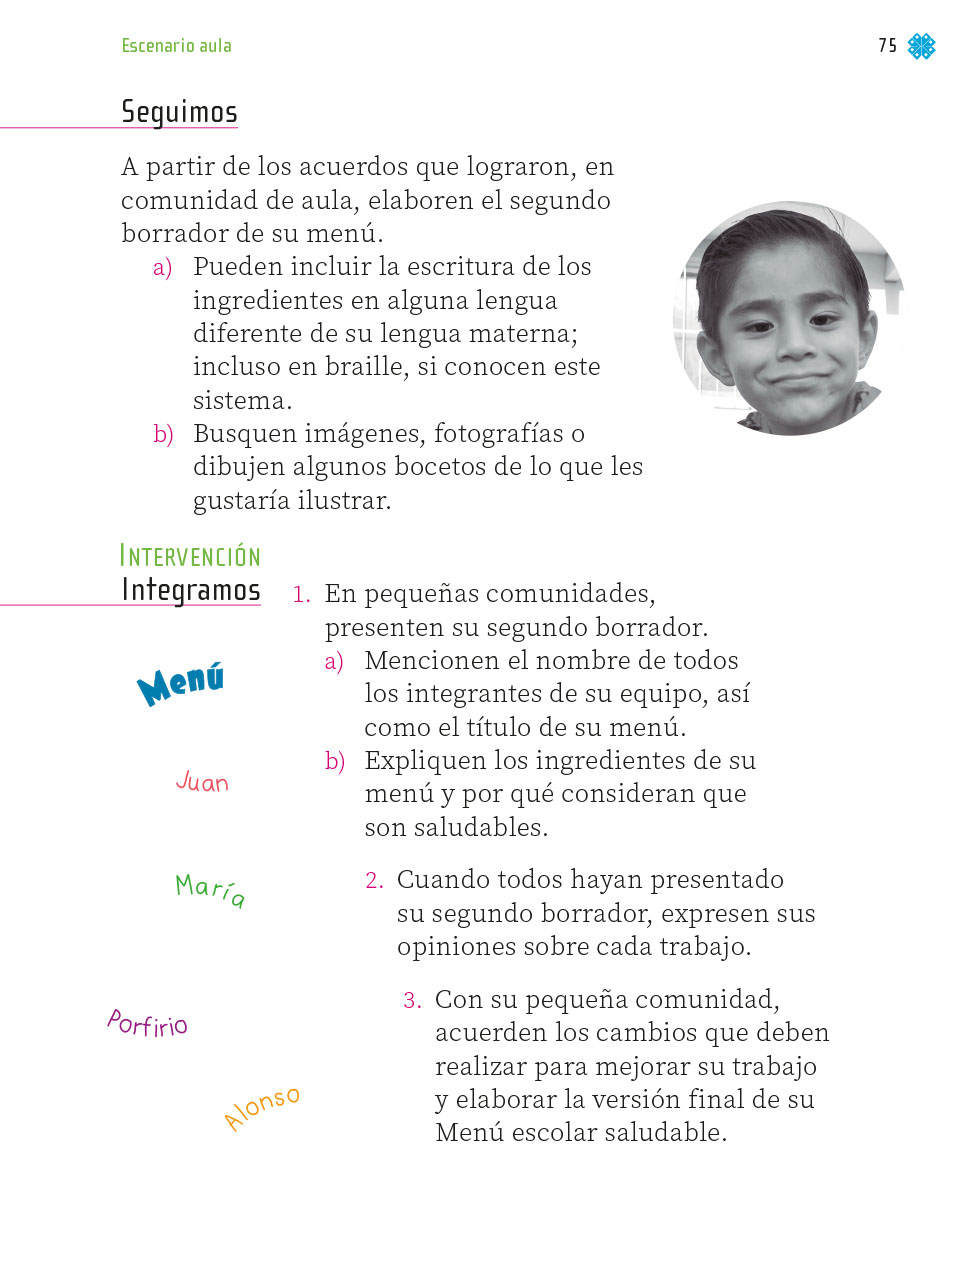 Escenario aula
75
Seguimos
A partir de los acuerdos que lograron, en
comunidad de aula, elaboren el segundo
borrador de su menú.
a) Pueden incluir la escritura de los
ingredientes en alguna lengua
diferente de su lengua materna;
incluso en braille, si conocen este
sistema.
b) Busquen imágenes, fotografías o
dibujen algunos bocetos de lo que les
gustaría ilustrar.
INTERVENCIÓN
Integramos
1. En pequeñas comunidades,
presenten su segundo borrador.
a) Mencionen el nombre de todos
los integrantes de su equipo, así
como el título de su menú.
b) Expliquen los ingredientes de su
menú y por qué consideran que
son saludables.
2. Cuando todos hayan presentado
su segundo borrador, expresen sus
opiniones sobre cada trabajo.
3. Con su pequeña comunidad,
acuerden los cambios que deben
realizar para mejorar su trabajo
y elaborar la versión final de su
Menú escolar saludable.
Menú
Juan
María
Porfirio
Alonso